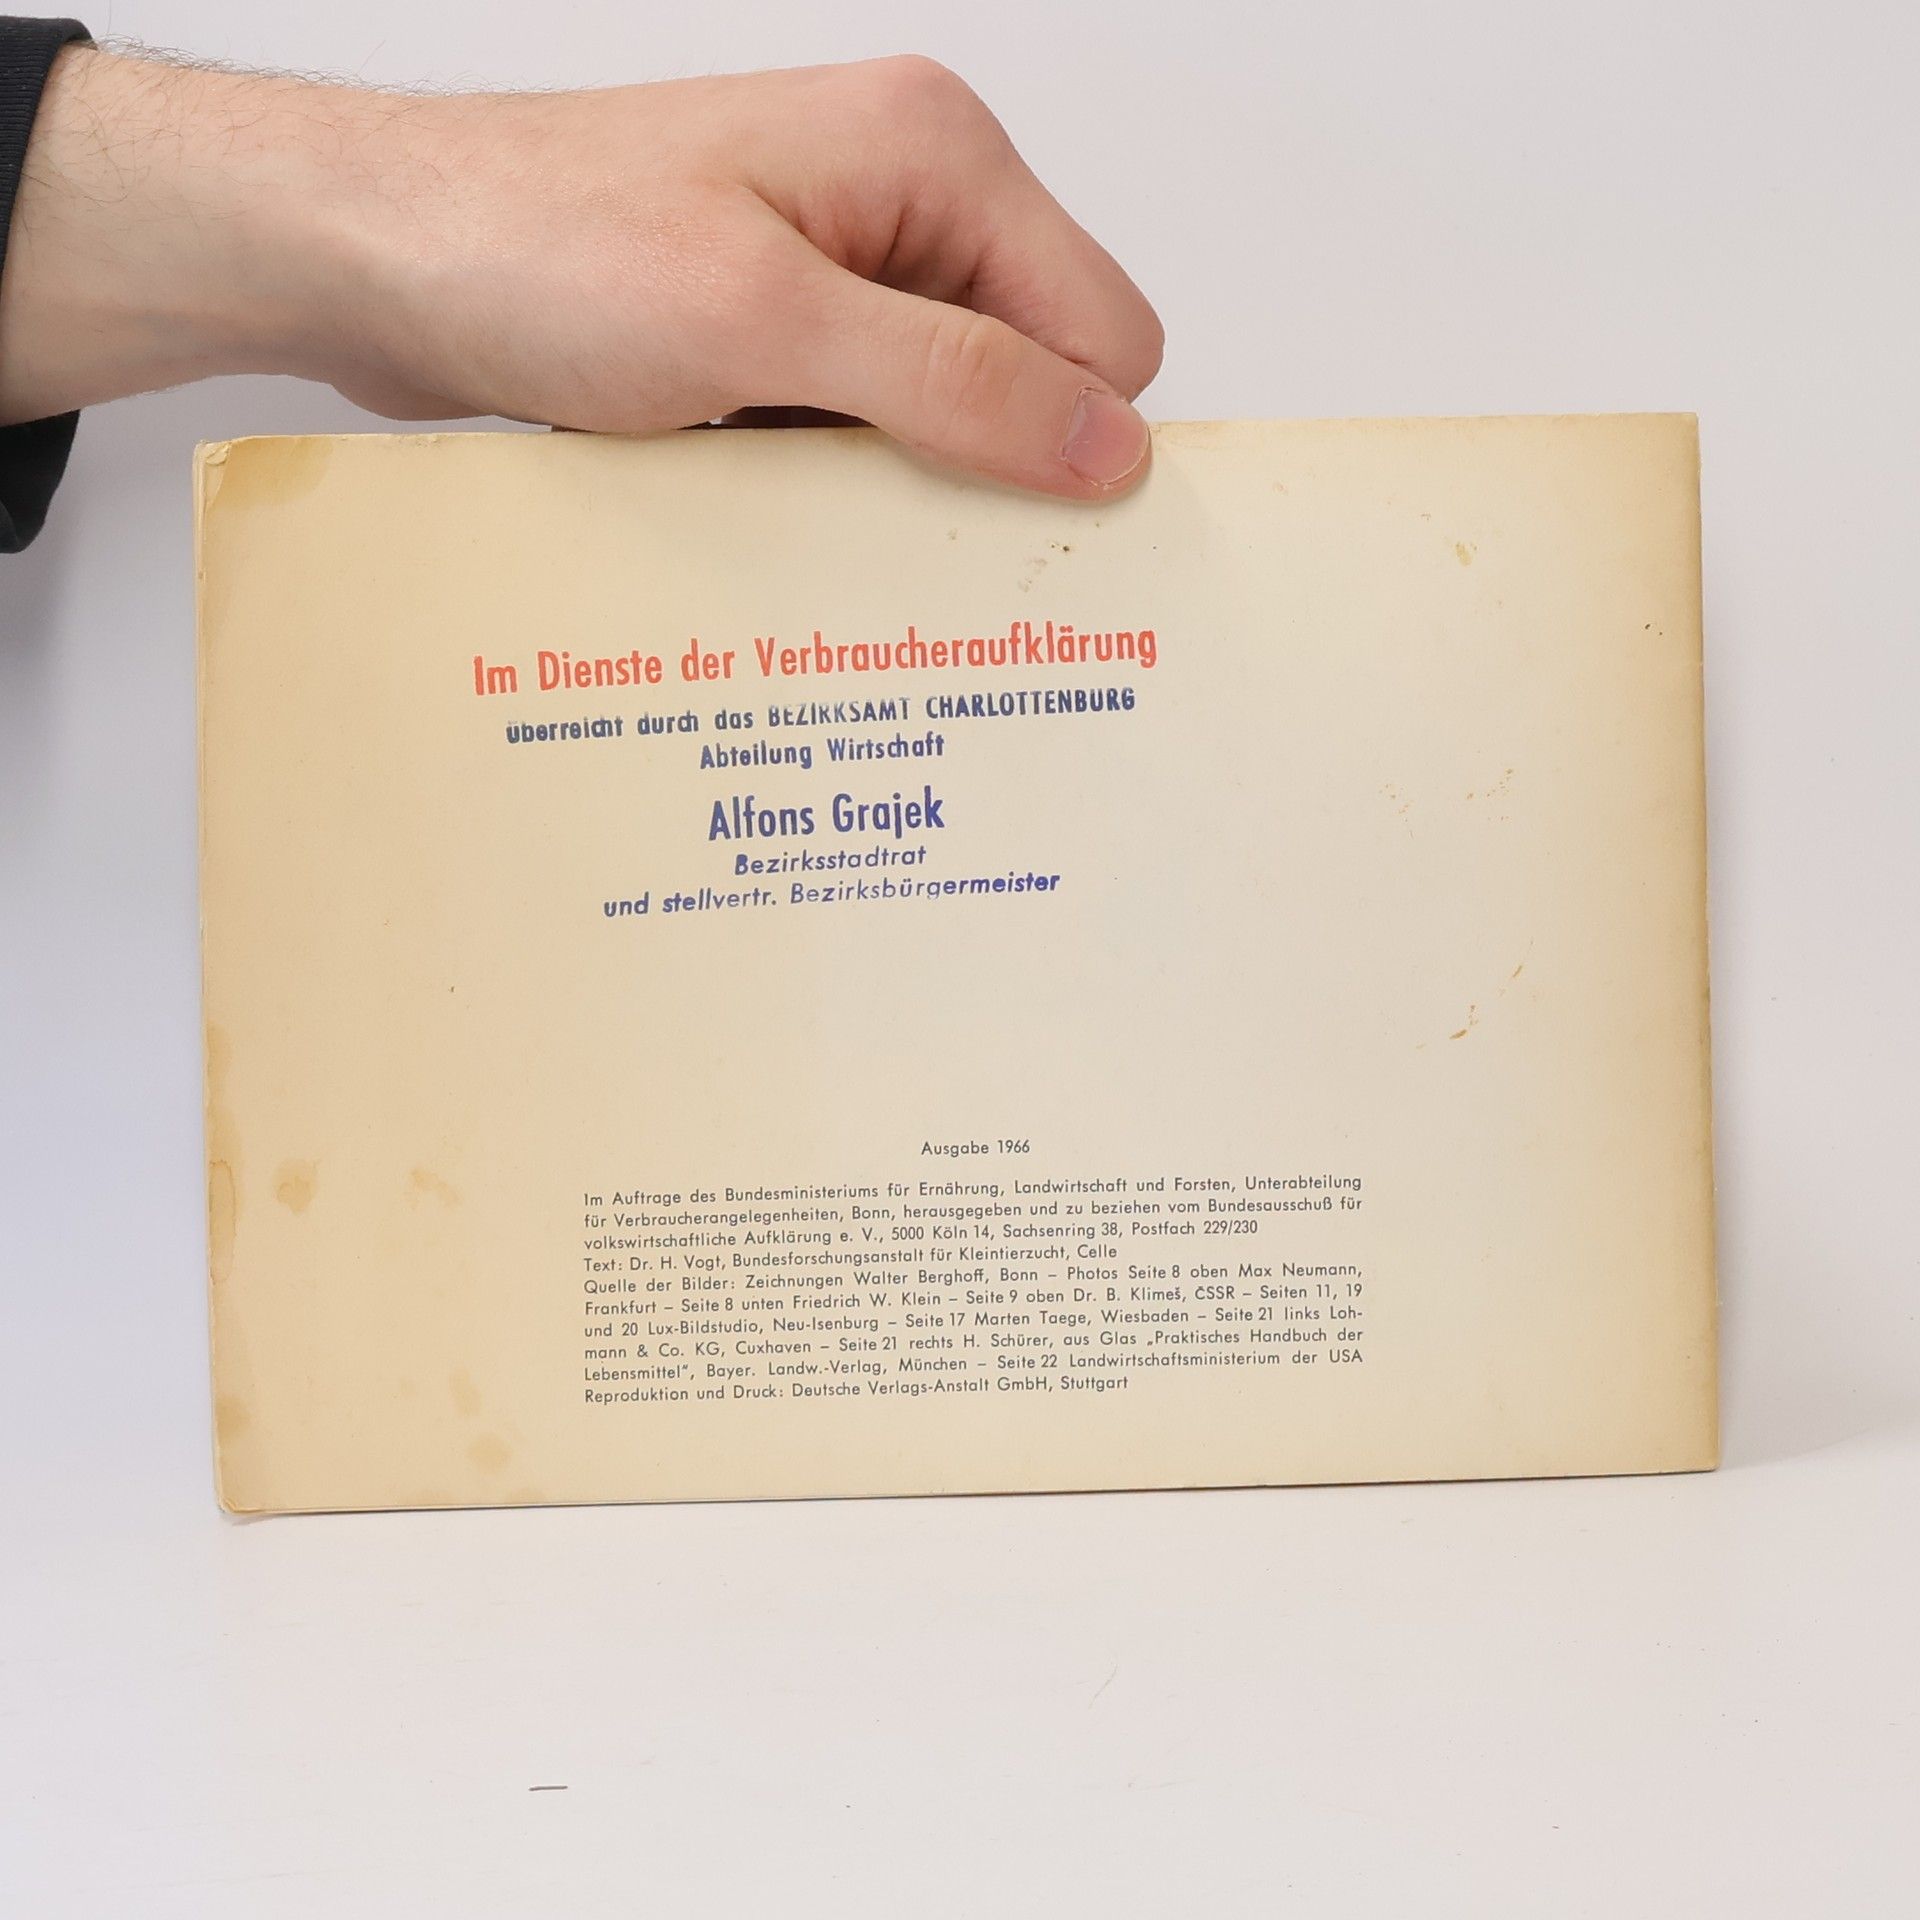 Im Dienste der Verbraucheraufklärung
überreicht durch das BEZIRKSAMT CHARLOTTENBURG
Abteilung Wirtschaft
Alfons Grajek
Bezirksstadtrat
und stellvertr. Bezirksbürgermeister
Ausgabe 1966
Im Auftrage des Bundesministeriums für Ernährung, Landwirtschaft und Forsten, Unterabteilung
für Verbraucherangelegenheiten, Bonn, herausgegeben und zu beziehen vom Bundesausschuß für
volkswirtschaftliche Aufklärung e. V., 5000 Köln 14, Sachsenring 38, Postfach 229/230
Text: Dr. H. Vogt, Bundesforschungsanstalt für Kleintierzucht, Celle
Quelle der Bilder: Zeichnungen Walter Berghoff, Bonn – Photos Seite 8 oben Max Neumann,
Frankfurt – Seite 8 unten Friedrich W. Klein – Seite 9 oben Dr. B. Klimeš, ČSSR – Seiten 11, 19
und 20 Lux-Bildstudio, Neu-Isenburg – Seite 17 Marten Taege, Wiesbaden – Seite 21 links Loh-
mann & Co. KG, Cuxhaven – Seite 21 rechts H. Schürer, aus Glas „Praktisches Handbuch der
Lebensmittel", Bayer. Landw.-Verlag, München – Seite 22 Landwirtschaftsministerium der USA
Reproduktion und Druck: Deutsche Verlags-Anstalt GmbH, Stuttgart